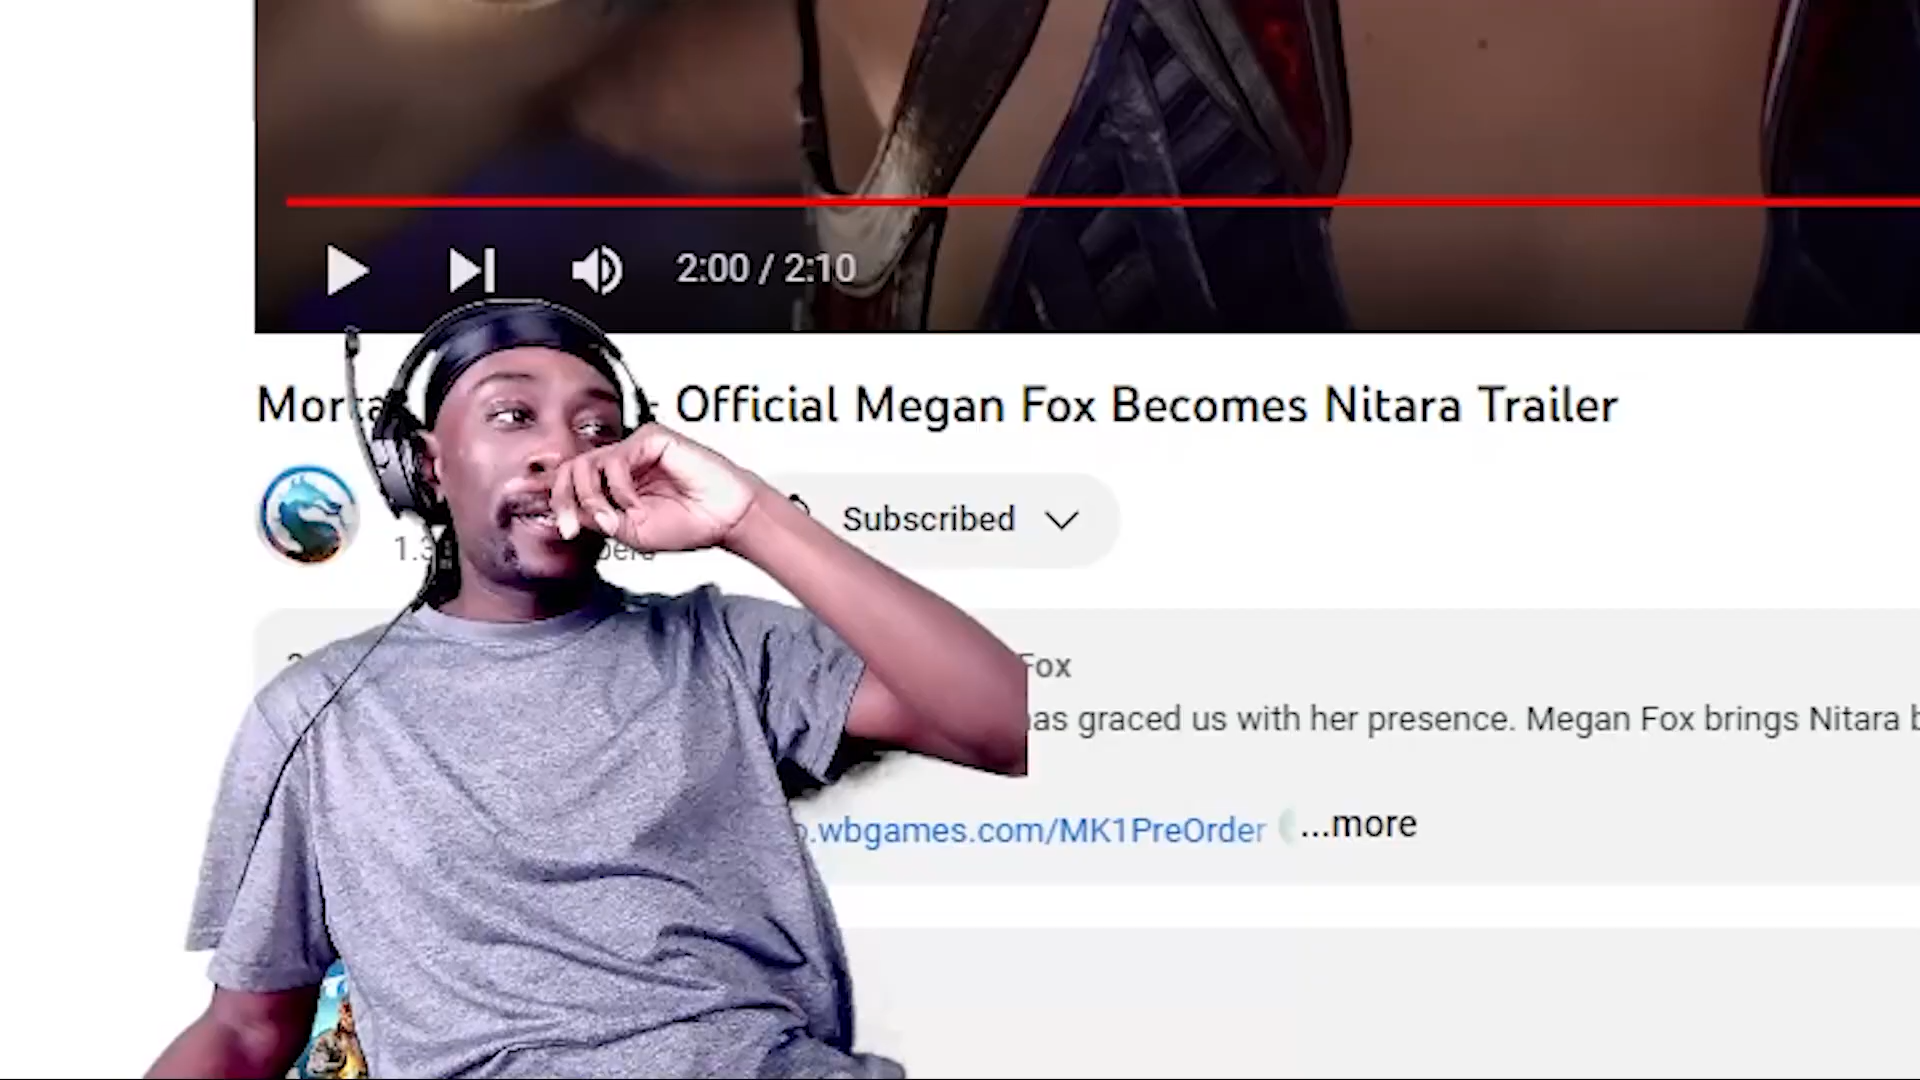 2:00 / 2:10
Official Megan Fox Becomes Nitara Trailer
Subscribed
Fox
has graced us with her presence. Megan Fox brings Nitara
.wbgames.com/MK1PreOrder ...more